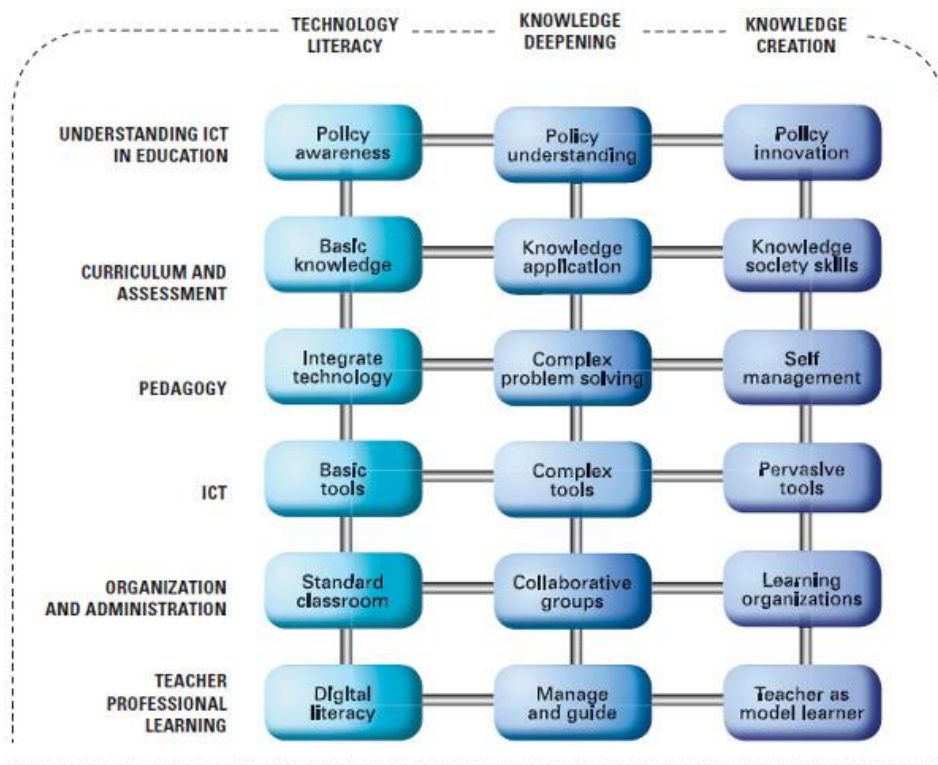 TECHNOLOGY
LITERACY
KNOWLEDGE
DEEPENING
KNOWLEDGE
CREATION
UNDERSTANDING ICT
IN EDUCATION
Policy
awareness
Policy
understanding
Policy
innovation
CURRICULUM AND
ASSESSMENT
Basic
knowledge
Knowledge
application
Knowledge
society skills
PEDAGOGY
Integrate
technology
Complex
problem solving
Self
management
ICT
Basic
tools
Complex
tools
Pervasive
tools
ORGANIZATION
AND ADMINISTRATION
Standard
classroom
Collaborative
groups
Learning
organizations
TEACHER
PROFESSIONAL
LEARNING
Digital
literacy
Manage
and guide
Teacher as
model learner